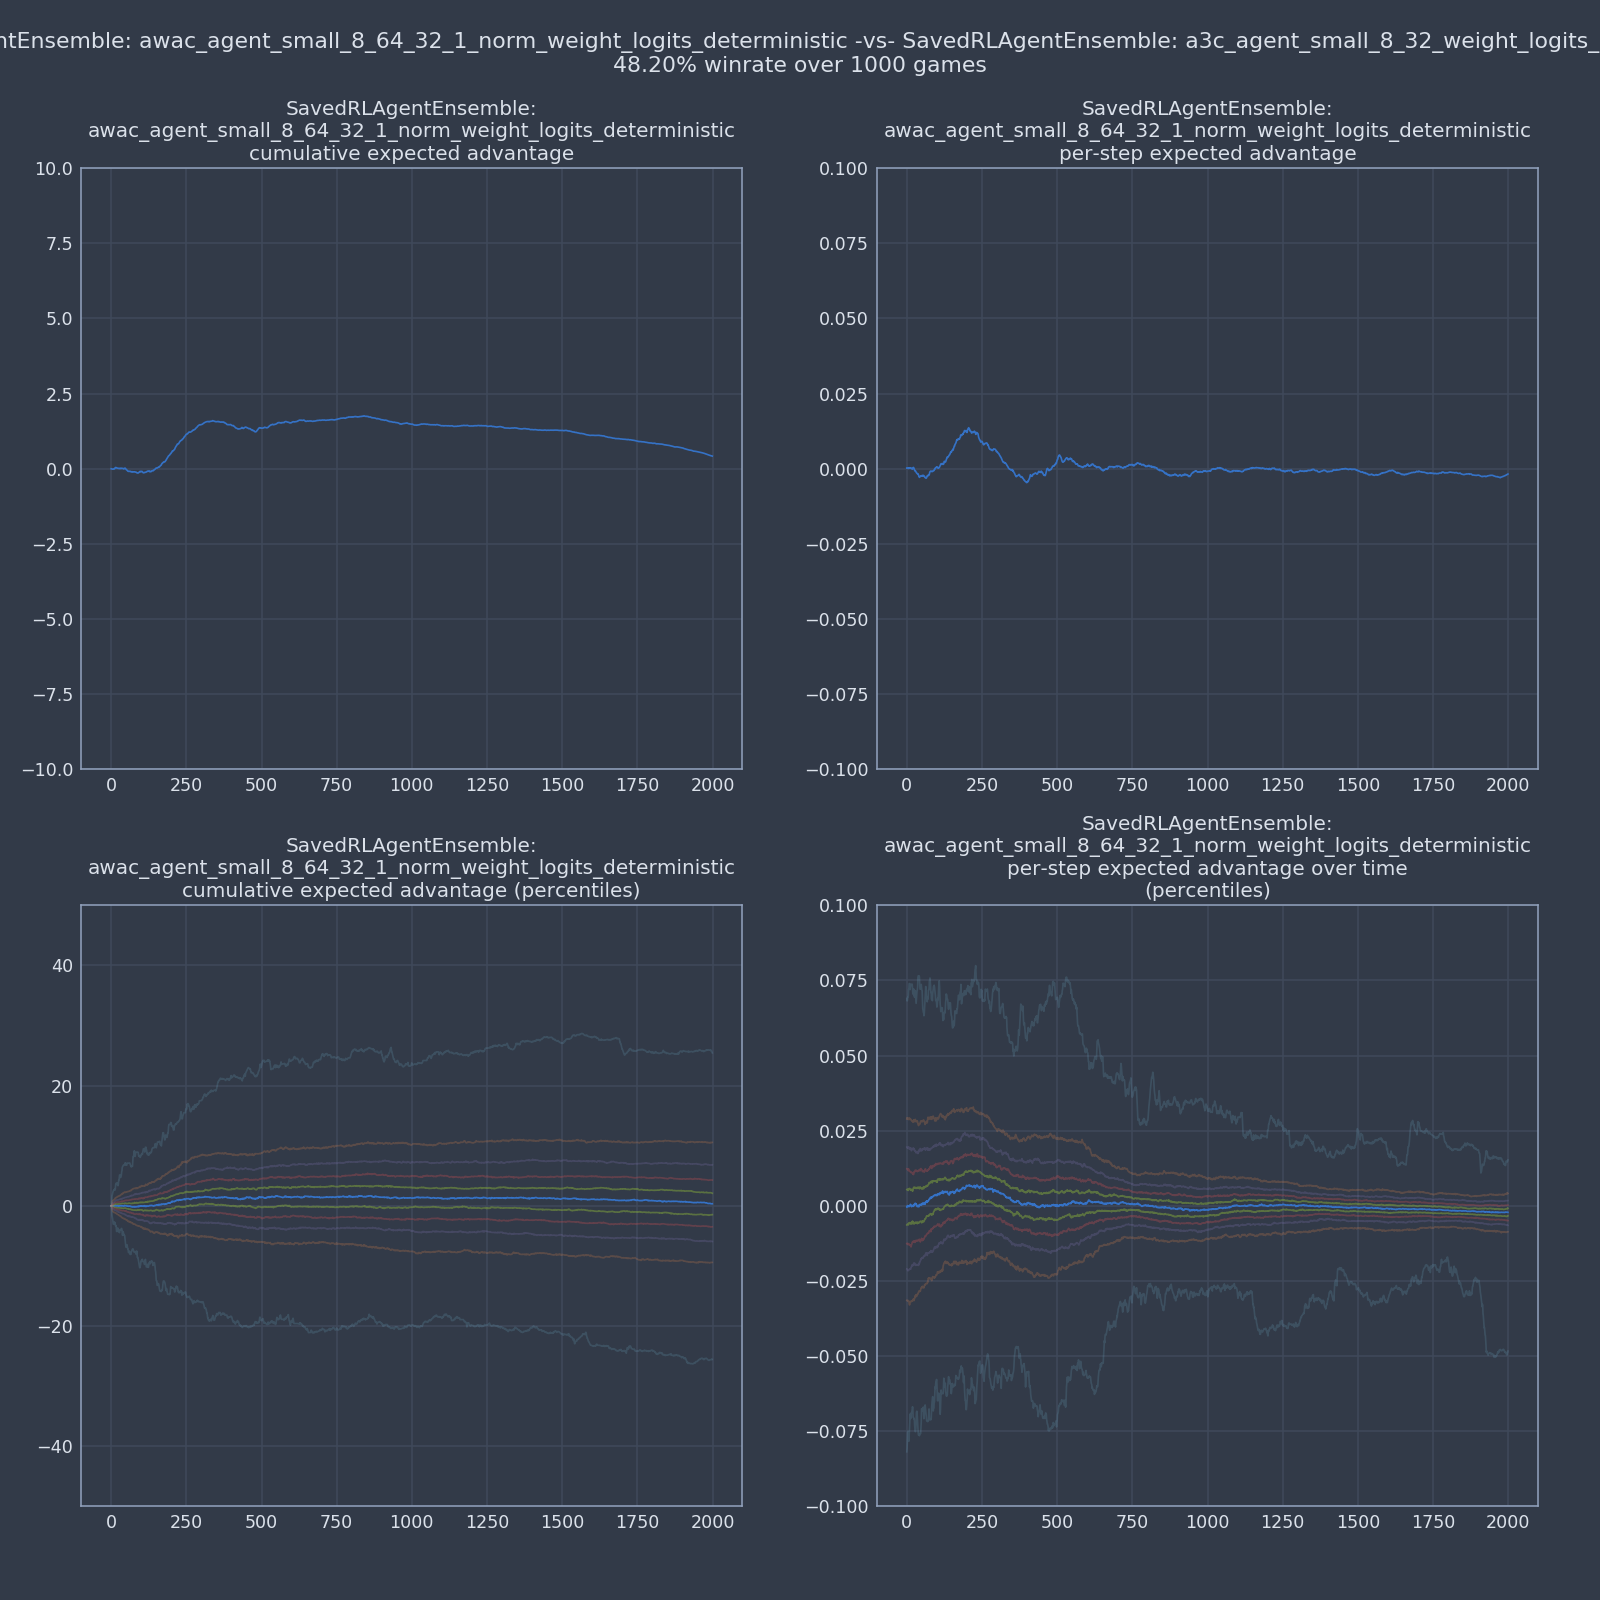 ntEnsemble: awac_agent_small_8_64_32_1_norm_weight_logits_deterministic -vs- SavedRLAgentEnsemble: a3c_agent_small_8_32_weight_logits_
48.20% winrate over 1000 games
SavedRLAgentEnsemble:
awac_agent_small_8_64_32_1_norm_weight_logits_deterministic
cumulative expected advantage
10.0
7.5
5.0
2.5
0.0
−2.5
−5.0
−7.5
−10.0
0 250 500 750 1000 1250 1500 1750 2000
SavedRLAgentEnsemble:
awac_agent_small_8_64_32_1_norm_weight_logits_deterministic
per-step expected advantage
0.100
0.075
0.050
0.025
0.000
−0.025
−0.050
−0.075
−0.100
0 250 500 750 1000 1250 1500 1750 2000
SavedRLAgentEnsemble:
awac_agent_small_8_64_32_1_norm_weight_logits_deterministic
cumulative expected advantage (percentiles)
40
20
0
−20
−40
0 250 500 750 1000 1250 1500 1750 2000
SavedRLAgentEnsemble:
awac_agent_small_8_64_32_1_norm_weight_logits_deterministic
per-step expected advantage over time
(percentiles)
0.100
0.075
0.050
0.025
0.000
−0.025
−0.050
−0.075
−0.100
0 250 500 750 1000 1250 1500 1750 2000